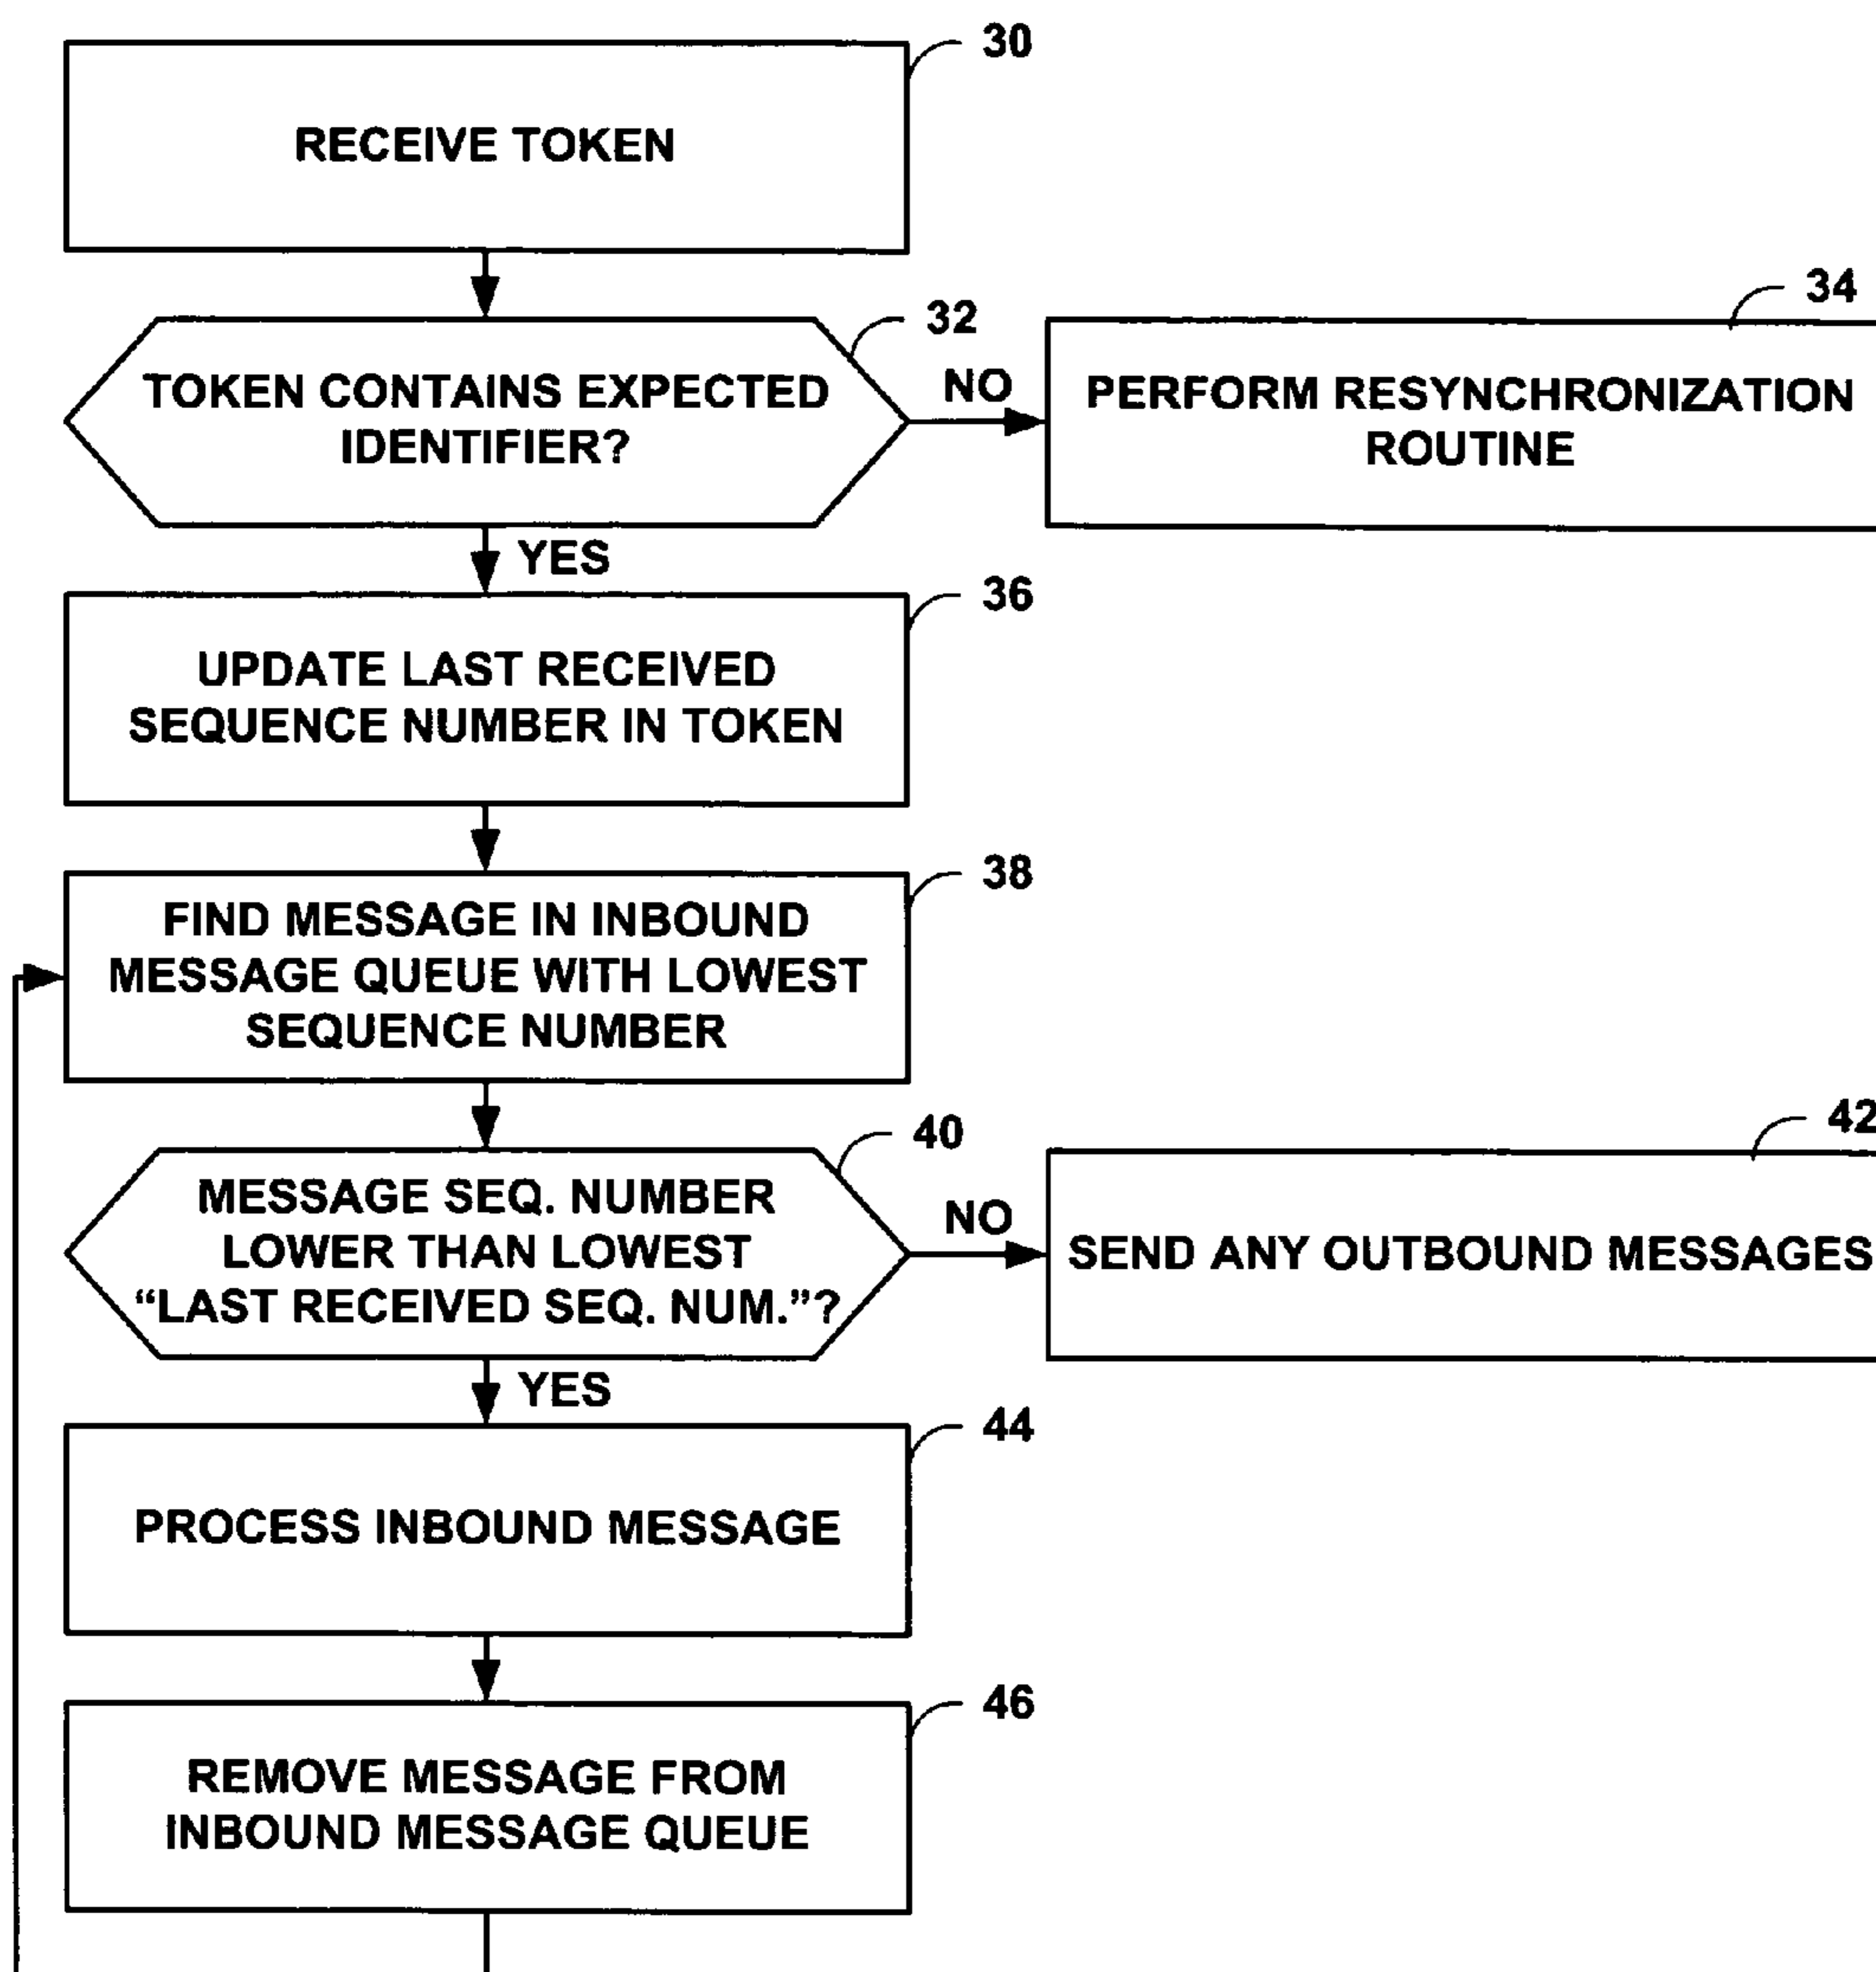 30
RECEIVE TOKEN
32
34
TOKEN CONTAINS EXPECTED
IDENTIFIER?
NO
PERFORM RESYNCHRONIZATION
ROUTINE
YES
36
UPDATE LAST RECEIVED
SEQUENCE NUMBER IN TOKEN
38
FIND MESSAGE IN INBOUND
MESSAGE QUEUE WITH LOWEST
SEQUENCE NUMBER
40
42
MESSAGE SEQ. NUMBER
LOWER THAN LOWEST
“LAST RECEIVED SEQ. NUM.”?
NO
SEND ANY OUTBOUND MESSAGES
YES
44
PROCESS INBOUND MESSAGE
46
REMOVE MESSAGE FROM
INBOUND MESSAGE QUEUE